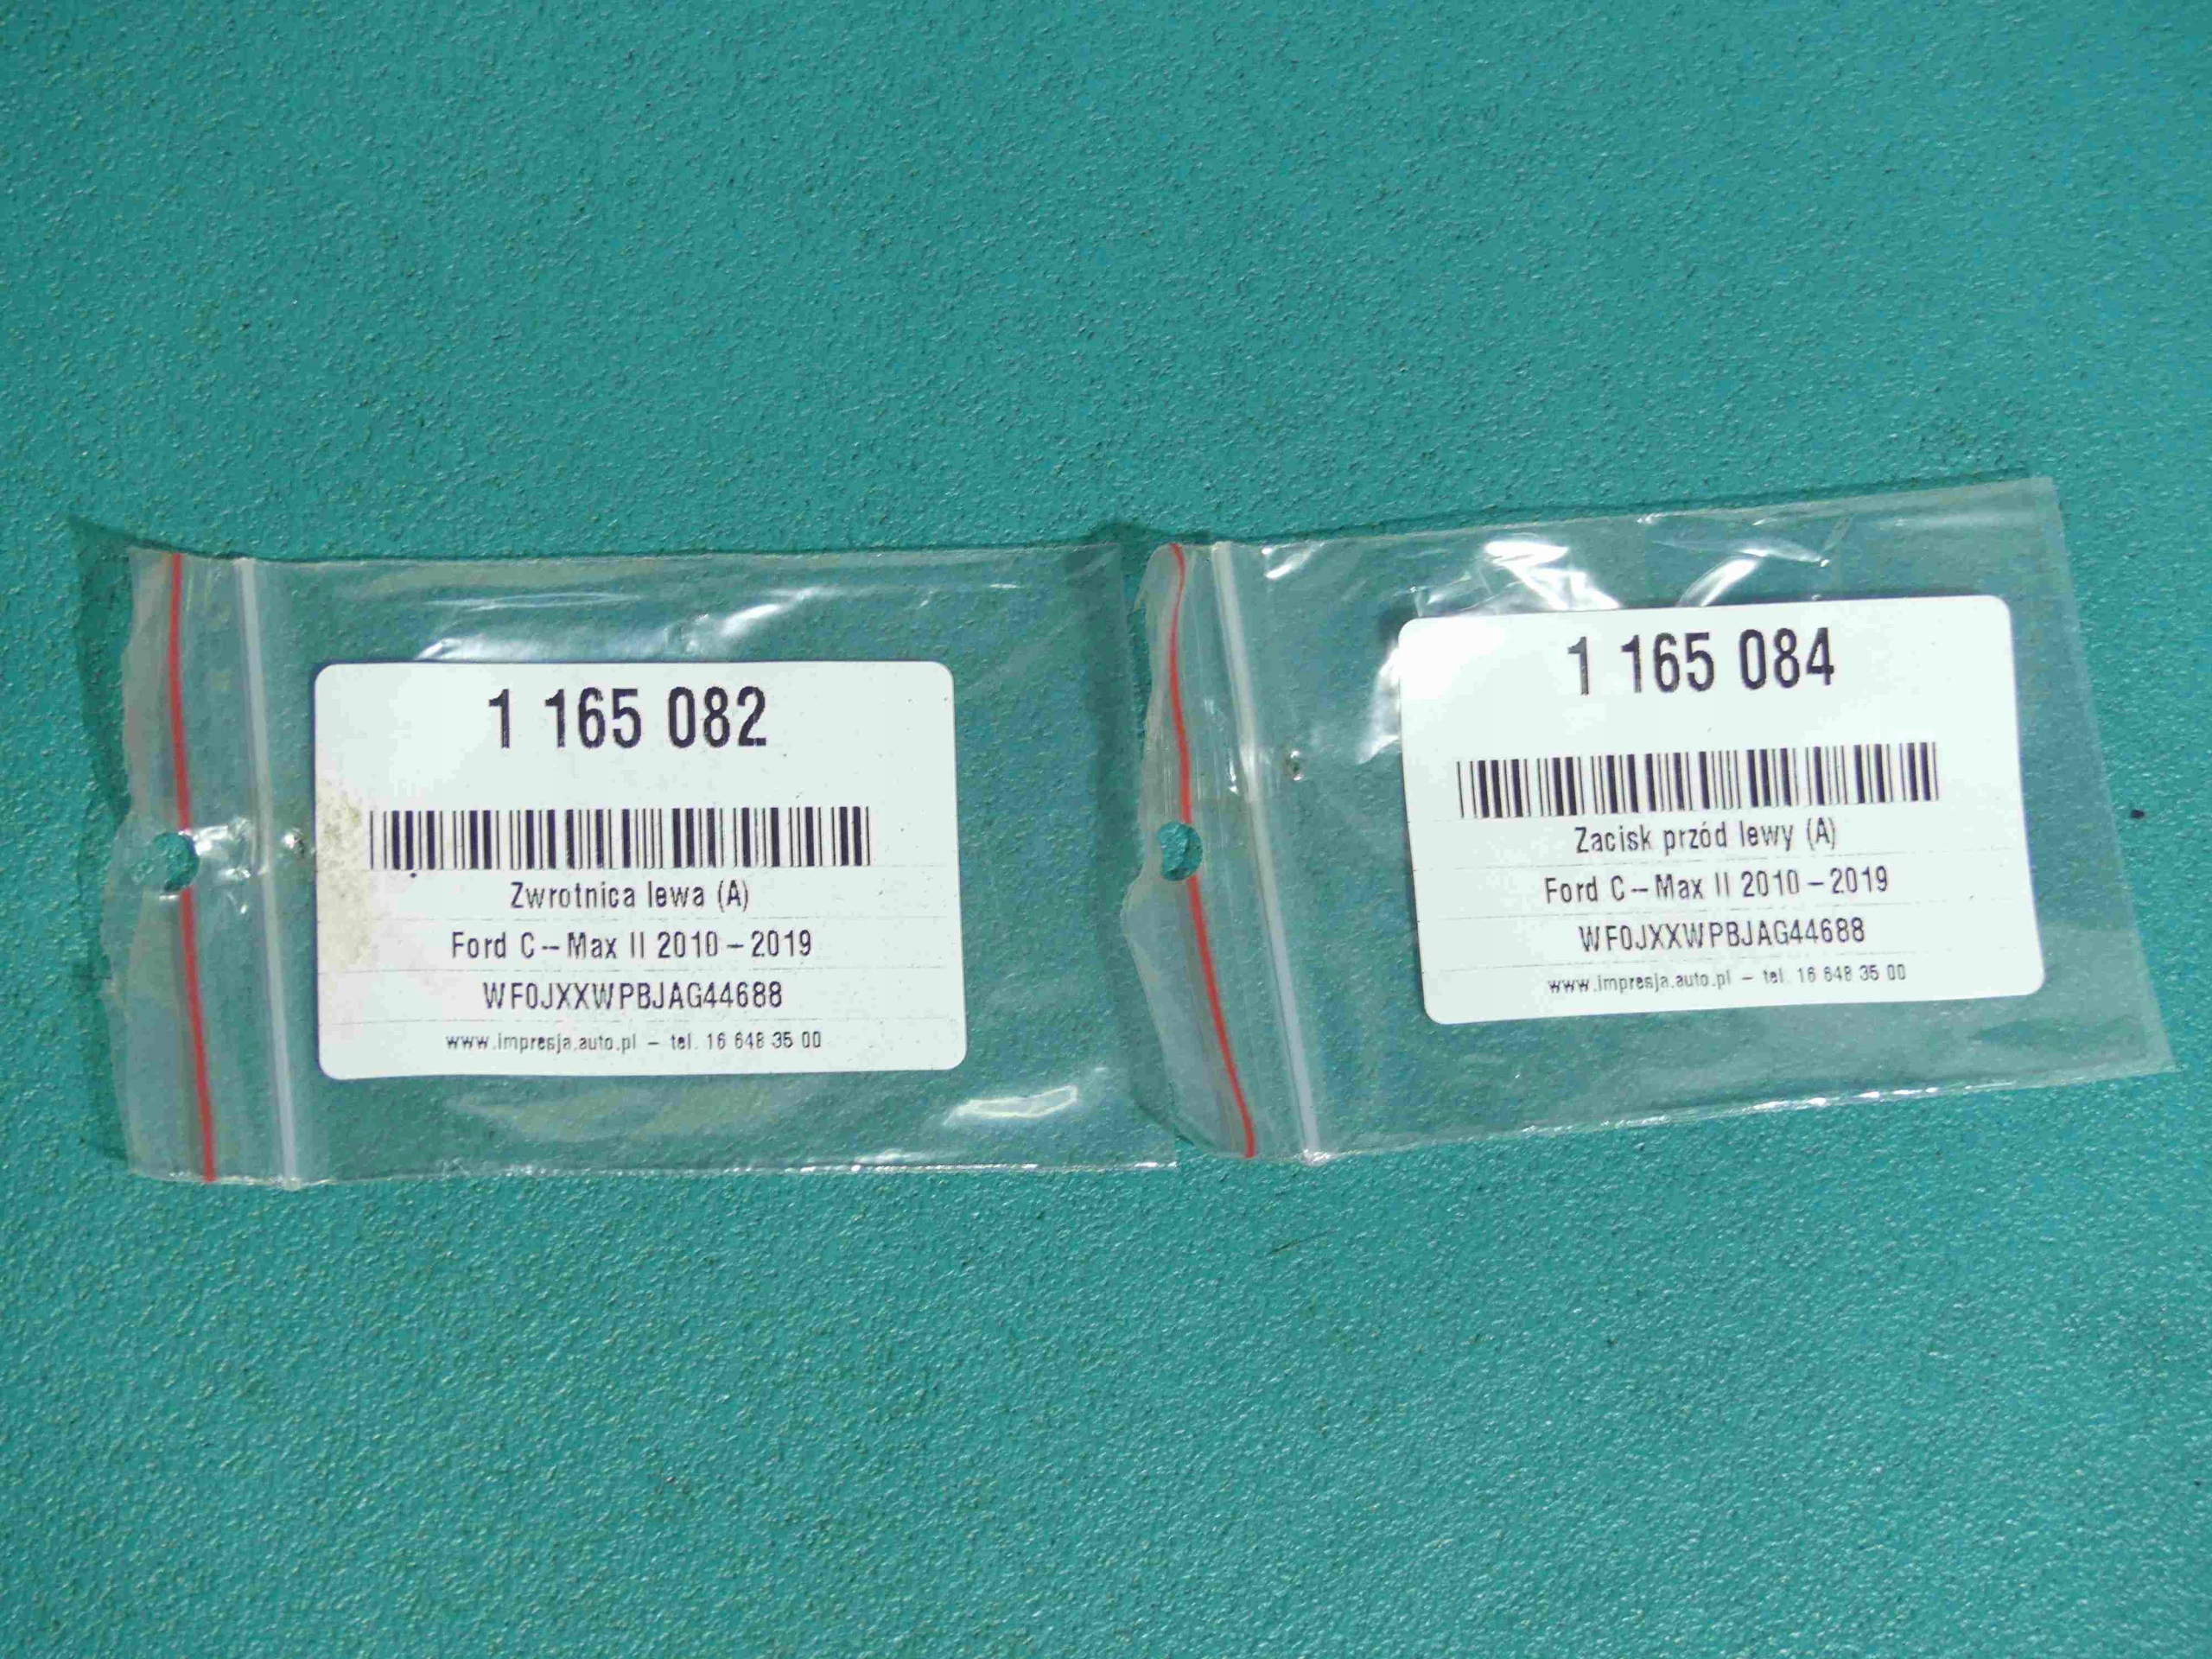 1 165 082
Zwrotnica lewa (A)
Ford C-Max II 2010-2019
WF0JXXWPBJAG44688
www.impresja.auto.pl - tel. 16 648 35 00
1 165 084
Zacisk przód lewy (A)
Ford C-Max II 2010-2019
WF0JXXWPBJAG44688
www.impresja.auto.pl - tel. 16 648 35 00